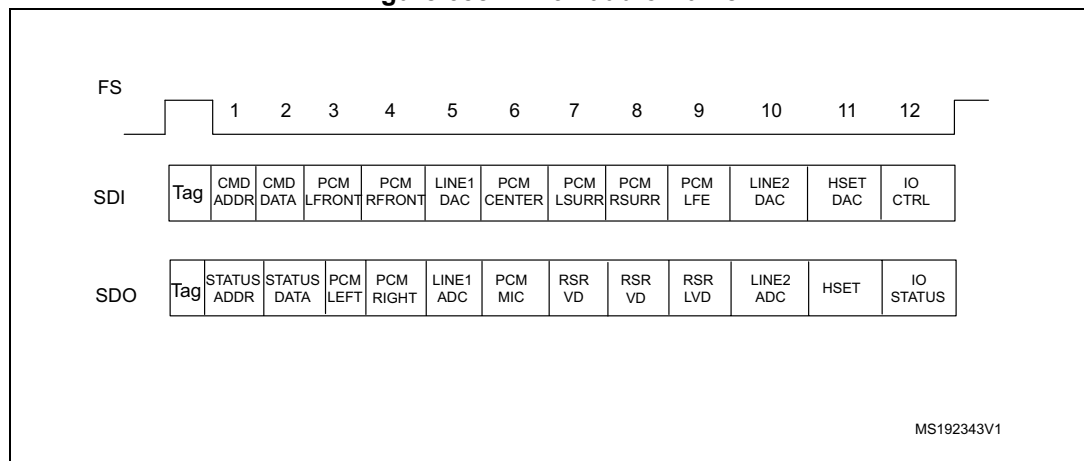 FS
1 2 3 4 5 6 7 8 9 10 11 12
SDI
Tag
CMD
ADDR
CMD
DATA
PCM
LFRONT
PCM
RFRONT
LINE1
DAC
PCM
CENTER
PCM
LSURR
PCM
RSURR
PCM
LFE
LINE2
DAC
HSET
DAC
IO
CTRL
SDO
Tag
STATUS
ADDR
STATUS
DATA
PCM
LEFT
PCM
RIGHT
LINE1
ADC
PCM
MIC
RSR
VD
RSR
VD
RSR
LVD
LINE2
ADC
HSET
IO
STATUS
MS192343V1